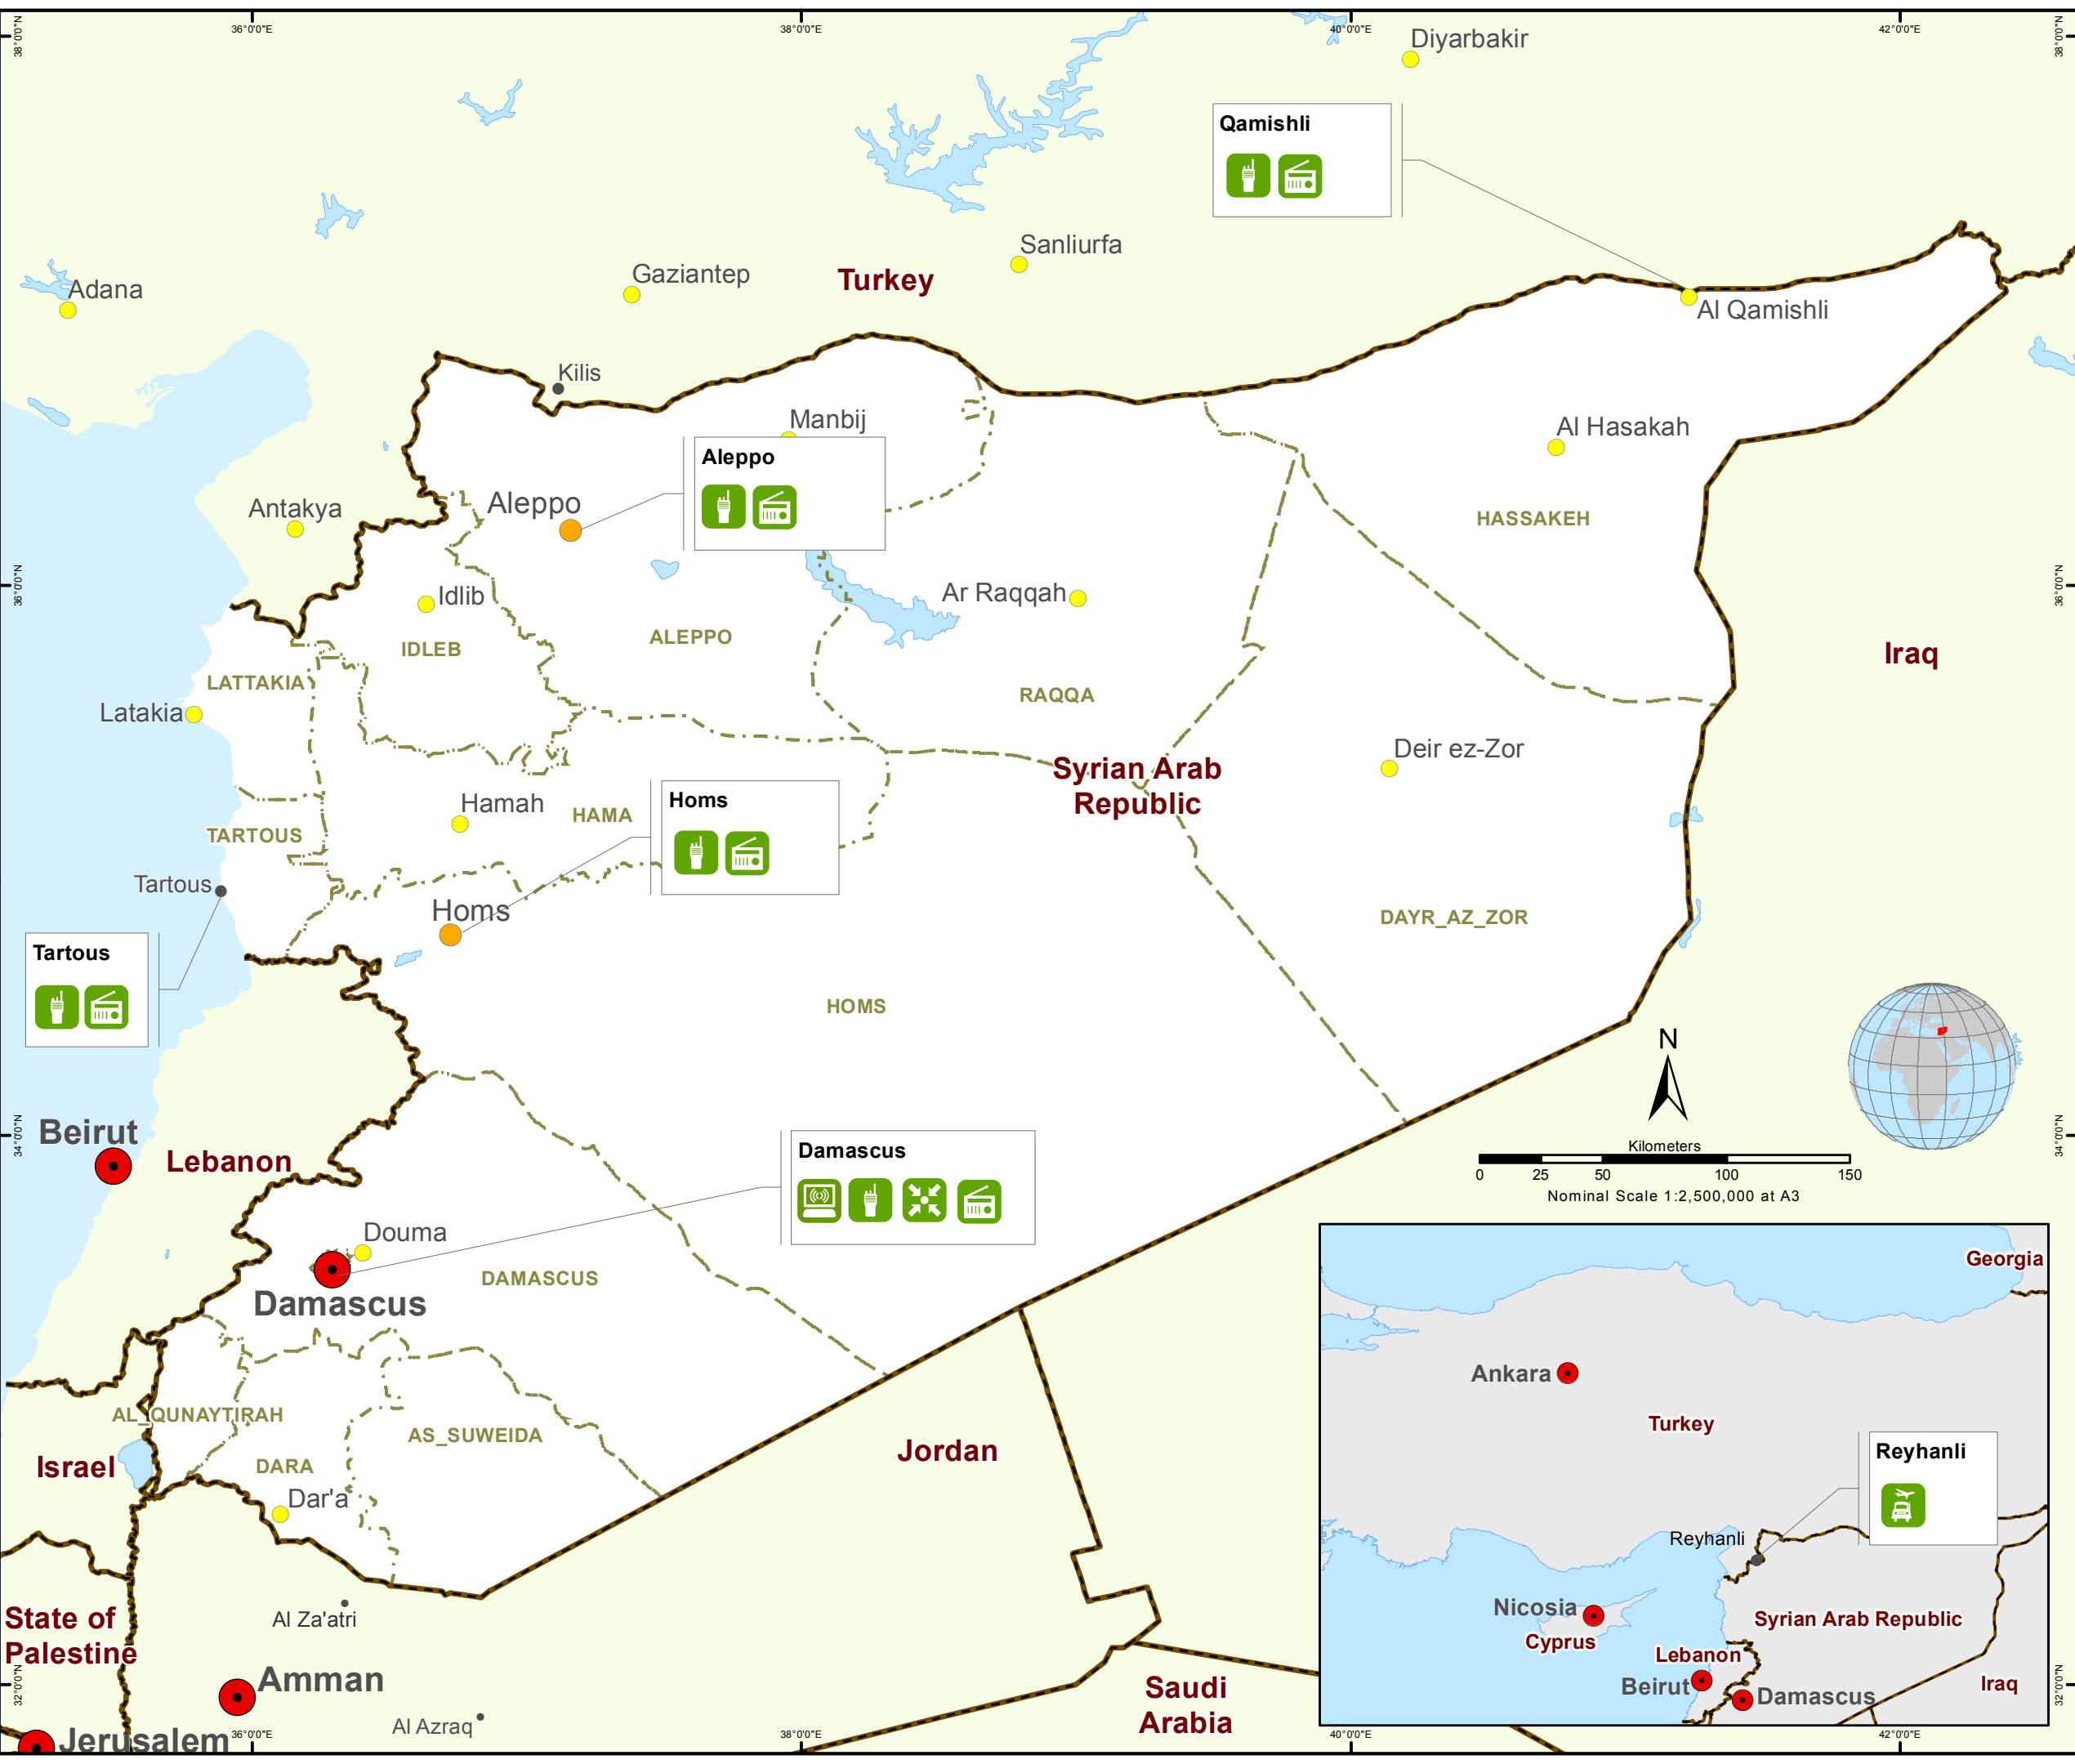 36°0'0"E
38°0'0"E
40°0'0"E
42°0'0"E
38°0'0"N
38°0'0"N
Diyarbakir
Qamishli
Sanliurfa
Gaziantep
Turkey
Adana
Al Qamishli
Kilis
Manbij
Al Hasakah
Aleppo
Aleppo
Antakya
HASSAKEH
36°0'0"N
36°0'0"N
Idlib
Ar Raqqah
ALEPPO
IDLEB
Iraq
LATTAKIA
RAQQA
Latakia
Deir ez-Zor
Syrian Arab
Republic
Homs
Hamah
HAMA
TARTOUS
Tartous
Homs
DAYR_AZ_ZOR
Tartous
HOMS
N
34°0'0"N
34°0'0"N
Beirut
Lebanon
Kilometers
0 25 50 100 150
Nominal Scale 1:2,500,000 at A3
Damascus
Douma
DAMASCUS
Damascus
Georgia
Ankara
Turkey
AL_QUNAYTIRAH
AS_SUWEIDA
Jordan
Israel
DARA
Reyhanli
Dar'a
Reyhanli
Al Za'atri
Nicosia
Cyprus
Syrian Arab Republic
State of
Palestine
Lebanon
Amman
Beirut
Damascus
Iraq
Saudi
Arabia
32°0'0"N
32°0'0"N
Al Azraq
Jerusalem
36°0'0"E
38°0'0"E
40°0'0"E
42°0'0"E